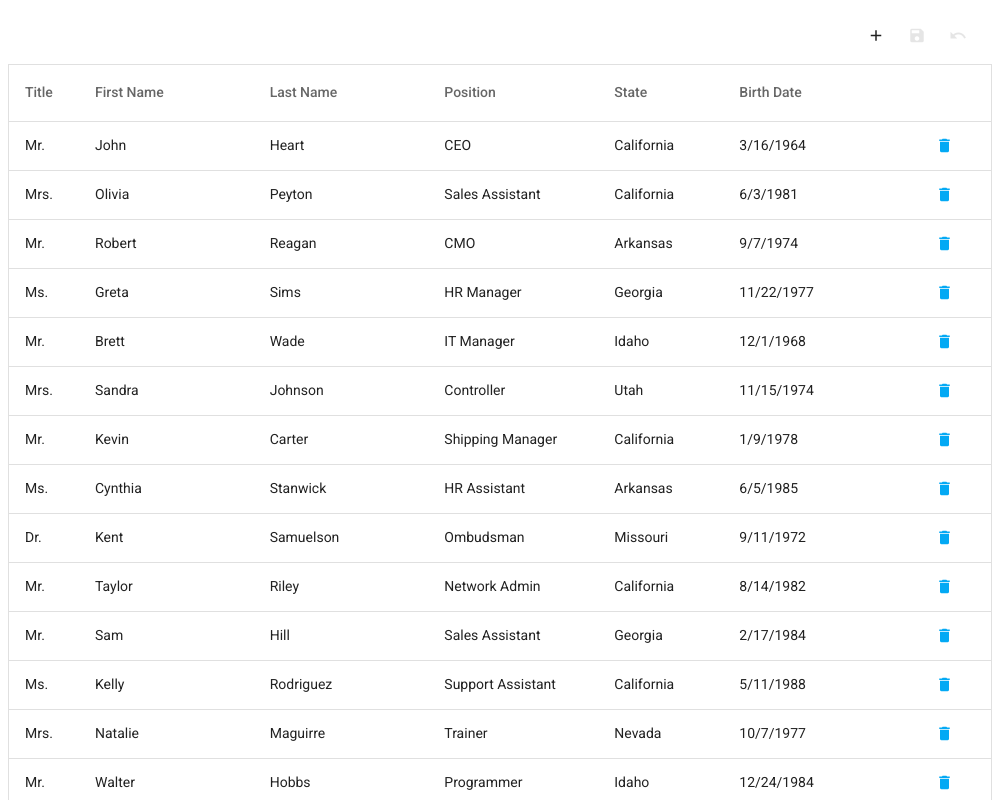 Title First Name Last Name Position State Birth Date
Mr. John Heart CEO California 3/16/1964
Mrs. Olivia Peyton Sales Assistant California 6/3/1981
Mr. Robert Reagan CMO Arkansas 9/7/1974
Ms. Greta Sims HR Manager Georgia 11/22/1977
Mr. Brett Wade IT Manager Idaho 12/1/1968
Mrs. Sandra Johnson Controller Utah 11/15/1974
Mr. Kevin Carter Shipping Manager California 1/9/1978
Ms. Cynthia Stanwick HR Assistant Arkansas 6/5/1985
Dr. Kent Samuelson Ombudsman Missouri 9/11/1972
Mr. Taylor Riley Network Admin California 8/14/1982
Mr. Sam Hill Sales Assistant Georgia 2/17/1984
Ms. Kelly Rodriguez Support Assistant California 5/11/1988
Mrs. Natalie Maguirre Trainer Nevada 10/7/1977
Mr. Walter Hobbs Programmer Idaho 12/24/1984